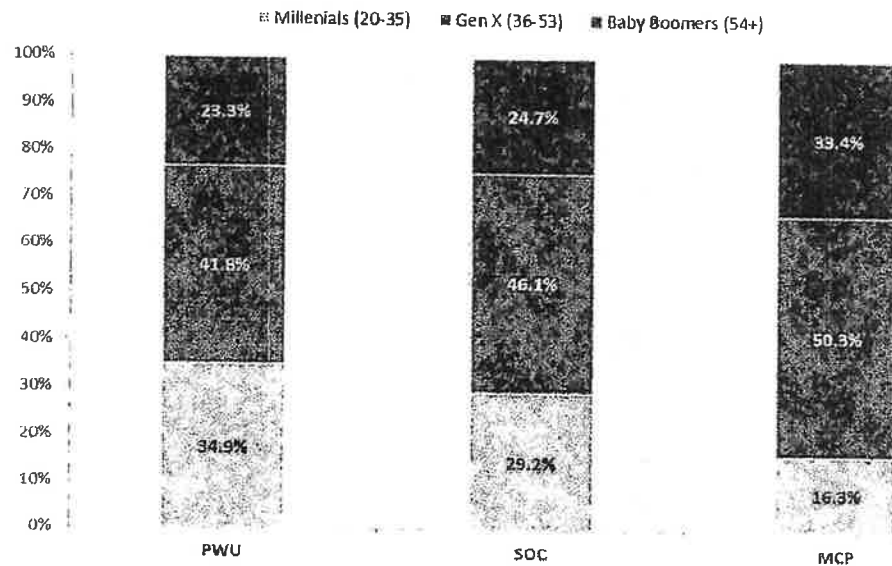 Millenials (20-35) Gen X (36-53) Baby Boomers (54+)
100%
90%
80%
70%
60%
50%
40%
30%
20%
10%
0%
23.3% 24.7% 33.4%
41.8% 46.1% 50.3%
34.9% 29.2% 16.3%
PWU SOC MCP